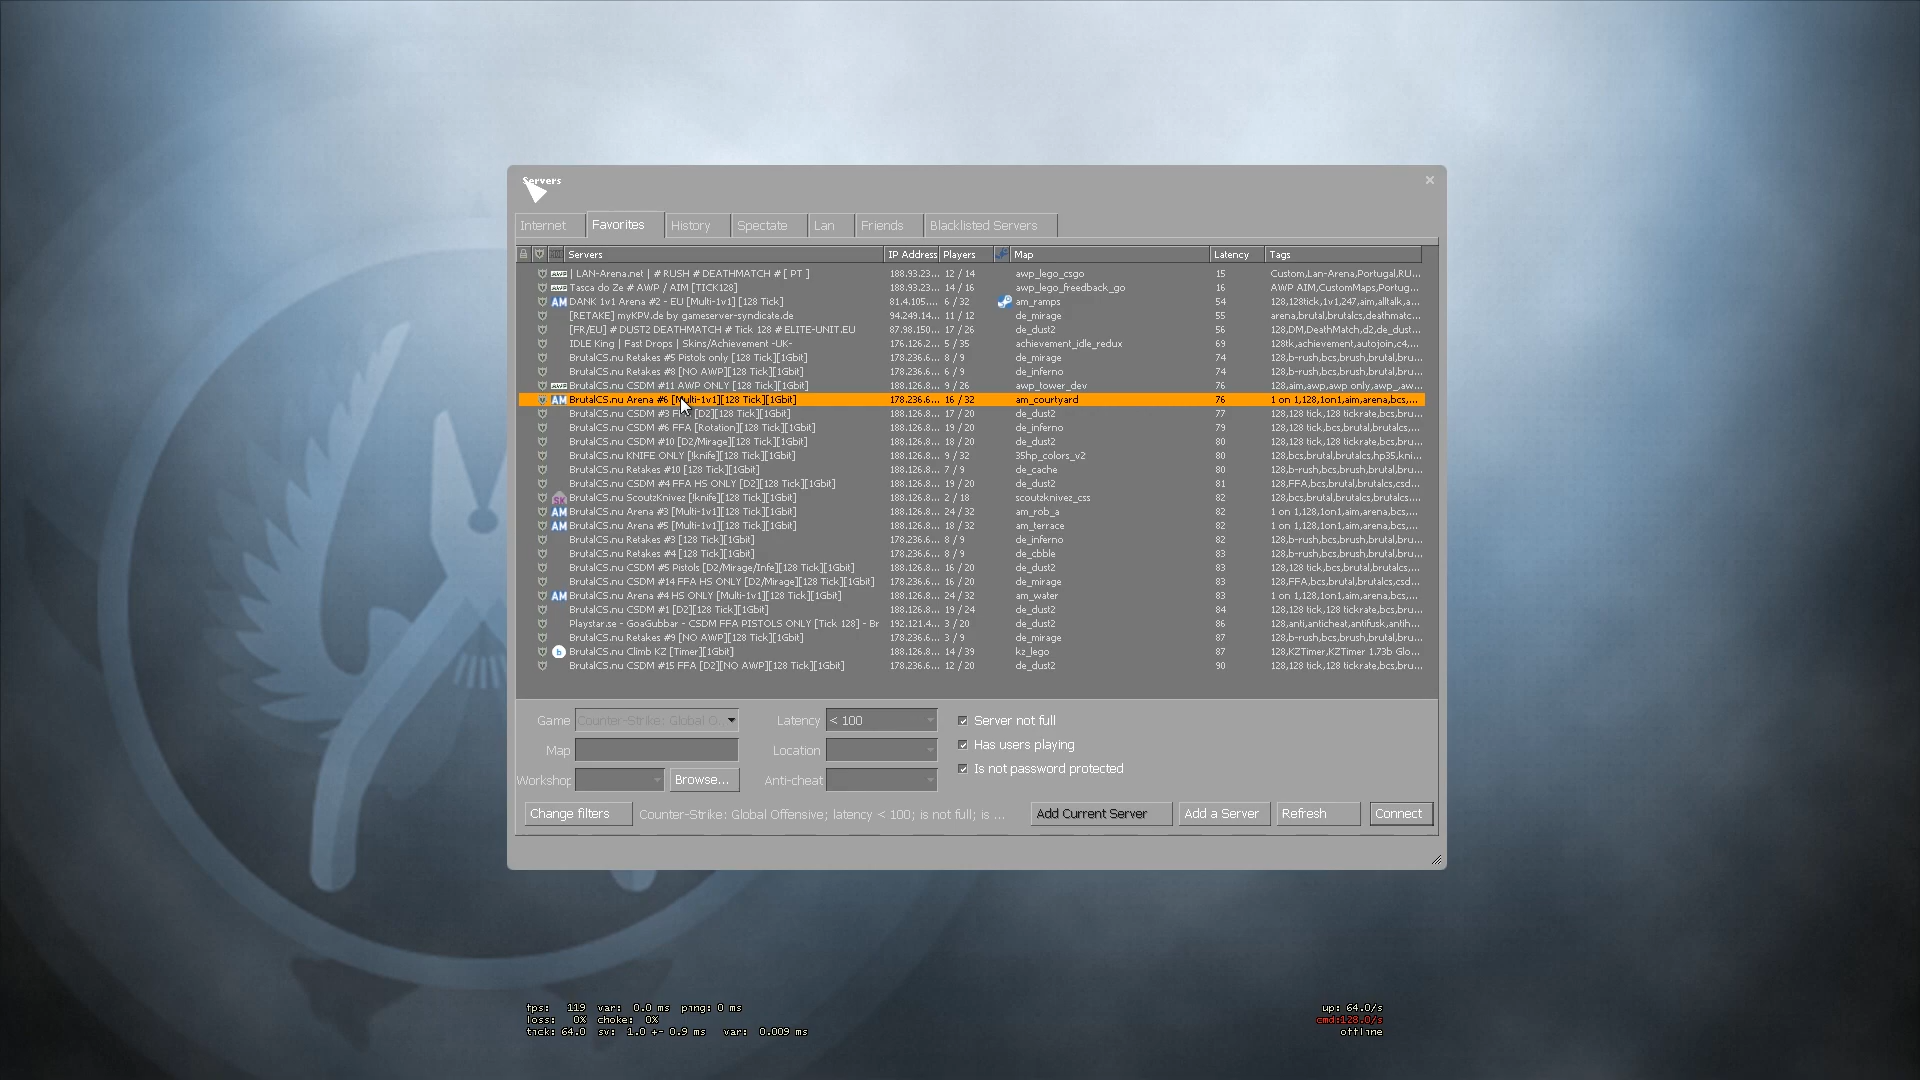 Servers
Internet Favorites History Spectate Lan Friends Blacklisted Servers
Servers IP Address Players Map Latency Tags
| LAN-Arena.net | # RUSH # DEATHMATCH # [ PT ] 188.93.23... 12 / 14 awp_lego_csgo 15 Custom,Lan-Arena,Portugal,RU...
Tasca do Ze # AWP / AIM [TICK128] 188.93.23... 14 / 16 awp_lego_freedback_go 16 AWP AIM,CustomMaps,Portug...
AM DANK 1v1 Arena #2 - EU [Multi-1v1] [128 Tick] 81.4.105.... 6 / 32 am_ramps 54 128,128tick,1v1,247,aim,alltalk,a...
[RETAKE] myKPV.de by gameserver-syndicate.de 94.249.14... 11 / 12 de_mirage 55 arena,brutal,brutalcs,deathmatc...
[FR/EU] # DUST2 DEATHMATCH # Tick 128 # ELITE-UNIT.EU 87.98.150... 17 / 26 de_dust2 56 128,DM,DeathMatch,d2,de_dust...
IDLE King | Fast Drops | Skins/Achievement -UK- 176.126.2... 5 / 35 achievement_idle_redux 69 128tk,achievement,autojoin,c4,...
BrutalCS.nu Retakes #5 Pistols only [128 Tick][1Gbit] 178.236.6... 8 / 9 de_mirage 74 128,b-rush,bcs,brush,brutal,br...
BrutalCS.nu Retakes #8 [NO AWP][128 Tick][1Gbit] 178.236.6... 6 / 9 de_inferno 74 128,b-rush,bcs,brush,brutal,br...
BrutalCS.nu CSDM #11 AWP ONLY [128 Tick][1Gbit] 188.126.8... 9 / 26 awp_tower_dev 76 128,aim,awp,awp only,awp_,aw...
AM BrutalCS.nu Arena #6 [Multi-1v1][128 Tick][1Gbit] 178.236.6... 16 / 32 am_courtyard 76 1 on 1,128,1on1,aim,arena,bcs,...
BrutalCS.nu CSDM #3 [D2][128 Tick][1Gbit] 188.126.8... 17 / 20 de_dust2 77 128,128 tick,128 tickrate,bcs,bru...
BrutalCS.nu CSDM #6 FFA [Rotation][128 Tick][1Gbit] 188.126.8... 19 / 20 de_inferno 79 128,128 tick,128 tickrate,bcs,bru...
BrutalCS.nu CSDM #10 [D2/Mirage][128 Tick][1Gbit] 188.126.8... 18 / 20 de_dust2 80 128,128 tick,128 tickrate,bcs,bru...
BrutalCS.nu KNIFE ONLY [!knife][128 Tick][1Gbit] 188.126.8... 9 / 32 35hp_colors_v2 80 128,bcs,brutal,brutalcs,hp35,kni...
BrutalCS.nu Retakes #10 [128 Tick][1Gbit] 188.126.8... 7 / 9 de_cache 80 128,b-rush,bcs,brush,brutal,br...
BrutalCS.nu CSDM #4 FFA HS ONLY [D2][128 Tick][1Gbit] 188.126.8... 19 / 20 de_dust2 81 128,FFA,bcs,brutal,brutalcs,csd...
SK BrutalCS.nu ScoutzKnivez [!knife][128 Tick][1Gbit] 188.126.8... 2 / 18 scoutzknivez_css 82 128,bcs,brutal,brutalcs,brutalcs....
AM BrutalCS.nu Arena #3 [Multi-1v1][128 Tick][1Gbit] 188.126.8... 24 / 32 am_rob_a 82 1 on 1,128,1on1,aim,arena,bcs,...
AM BrutalCS.nu Arena #5 [Multi-1v1][128 Tick][1Gbit] 188.126.8... 18 / 32 am_terrace 82 1 on 1,128,1on1,aim,arena,bcs,...
BrutalCS.nu Retakes #3 [128 Tick][1Gbit] 178.236.6... 8 / 9 de_inferno 82 128,b-rush,bcs,brush,brutal,br...
BrutalCS.nu Retakes #4 [128 Tick][1Gbit] 178.236.6... 8 / 9 de_cbble 83 128,b-rush,bcs,brush,brutal,br...
BrutalCS.nu CSDM #5 Pistols [D2/Mirage/Infe][128 Tick][1Gbit] 188.126.8... 16 / 20 de_dust2 83 128,128 tick,128 tickrate,bcs,bru...
BrutalCS.nu CSDM #14 FFA HS ONLY [D2/Mirage][128 Tick][1Gbit] 178.236.6... 16 / 20 de_mirage 83 128,FFA,bcs,brutal,brutalcs,csd...
AM BrutalCS.nu Arena #4 HS ONLY [Multi-1v1][128 Tick][1Gbit] 188.126.8... 24 / 32 am_water 83 1 on 1,128,1on1,aim,arena,bcs,...
BrutalCS.nu CSDM #1 [D2][128 Tick][1Gbit] 188.126.8... 19 / 24 de_dust2 84 128,128 tick,128 tickrate,bcs,bru...
Playstar.se - GoaGubbar - CSDM FFA PISTOLS ONLY [Tick 128] - Br 192.121.4... 3 / 20 de_dust2 86 128,anti,anticheat,antifusk,antih...
BrutalCS.nu Retakes #9 [NO AWP][128 Tick][1Gbit] 178.236.6... 3 / 9 de_mirage 87 128,b-rush,bcs,brush,brutal,br...
b BrutalCS.nu Climb KZ [Timer][1Gbit] 188.126.8... 14 / 39 kz_lego 87 128,KZTimer,KZTimer 1.73b Glo...
BrutalCS.nu CSDM #15 FFA [D2][NO AWP][128 Tick][1Gbit] 178.236.6... 12 / 20 de_dust2 90 128,128 tick,128 tickrate,bcs,bru...
Game Counter-Strike: Global O... Latency < 100 Server not full
Map Location Has users playing
Workshop Browse... Anti-cheat Is not password protected
Change filters Counter-Strike: Global Offensive; latency < 100; is not full; is ... Add Current Server Add a Server Refresh Connect
fps: 119 var: 0.0 ms ping: 0 ms up: 64.0/s
loss: 0% choke: 0% cmd:128.0/s
tick: 64.0 sv: 1.0 +- 0.9 ms var: 0.009 ms offline